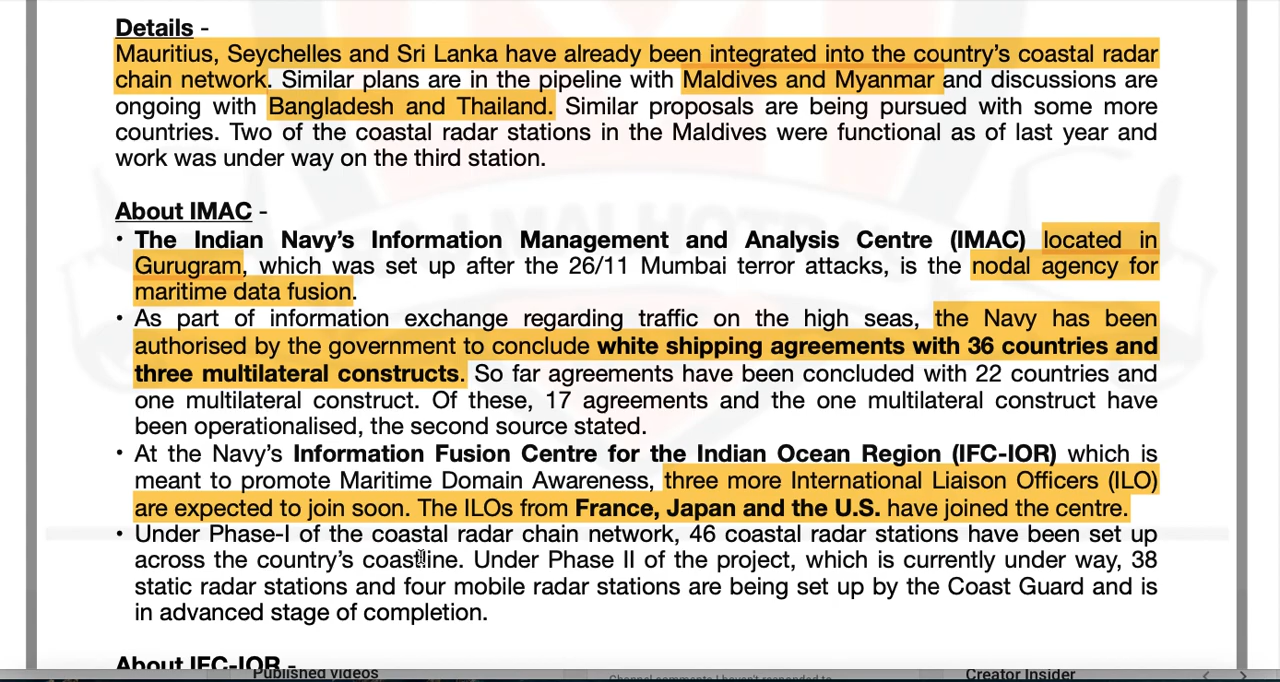 Details -
Mauritius, Seychelles and Sri Lanka have already been integrated into the country’s coastal radar
chain network. Similar plans are in the pipeline with Maldives and Myanmar and discussions are
ongoing with Bangladesh and Thailand. Similar proposals are being pursued with some more
countries. Two of the coastal radar stations in the Maldives were functional as of last year and
work was under way on the third station.
About IMAC -
• The Indian Navy’s Information Management and Analysis Centre (IMAC) located in
Gurugram, which was set up after the 26/11 Mumbai terror attacks, is the nodal agency for
maritime data fusion.
• As part of information exchange regarding traffic on the high seas, the Navy has been
authorised by the government to conclude white shipping agreements with 36 countries and
three multilateral constructs. So far agreements have been concluded with 22 countries and
one multilateral construct. Of these, 17 agreements and the one multilateral construct have
been operationalised, the second source stated.
• At the Navy’s Information Fusion Centre for the Indian Ocean Region (IFC-IOR) which is
meant to promote Maritime Domain Awareness, three more International Liaison Officers (ILO)
are expected to join soon. The ILOs from France, Japan and the U.S. have joined the centre.
• Under Phase-I of the coastal radar chain network, 46 coastal radar stations have been set up
across the country’s coastline. Under Phase II of the project, which is currently under way, 38
static radar stations and four mobile radar stations are being set up by the Coast Guard and is
in advanced stage of completion.
About IFC-IOR -
Published videos
Channel comments I haven't responded to
Creator Insider